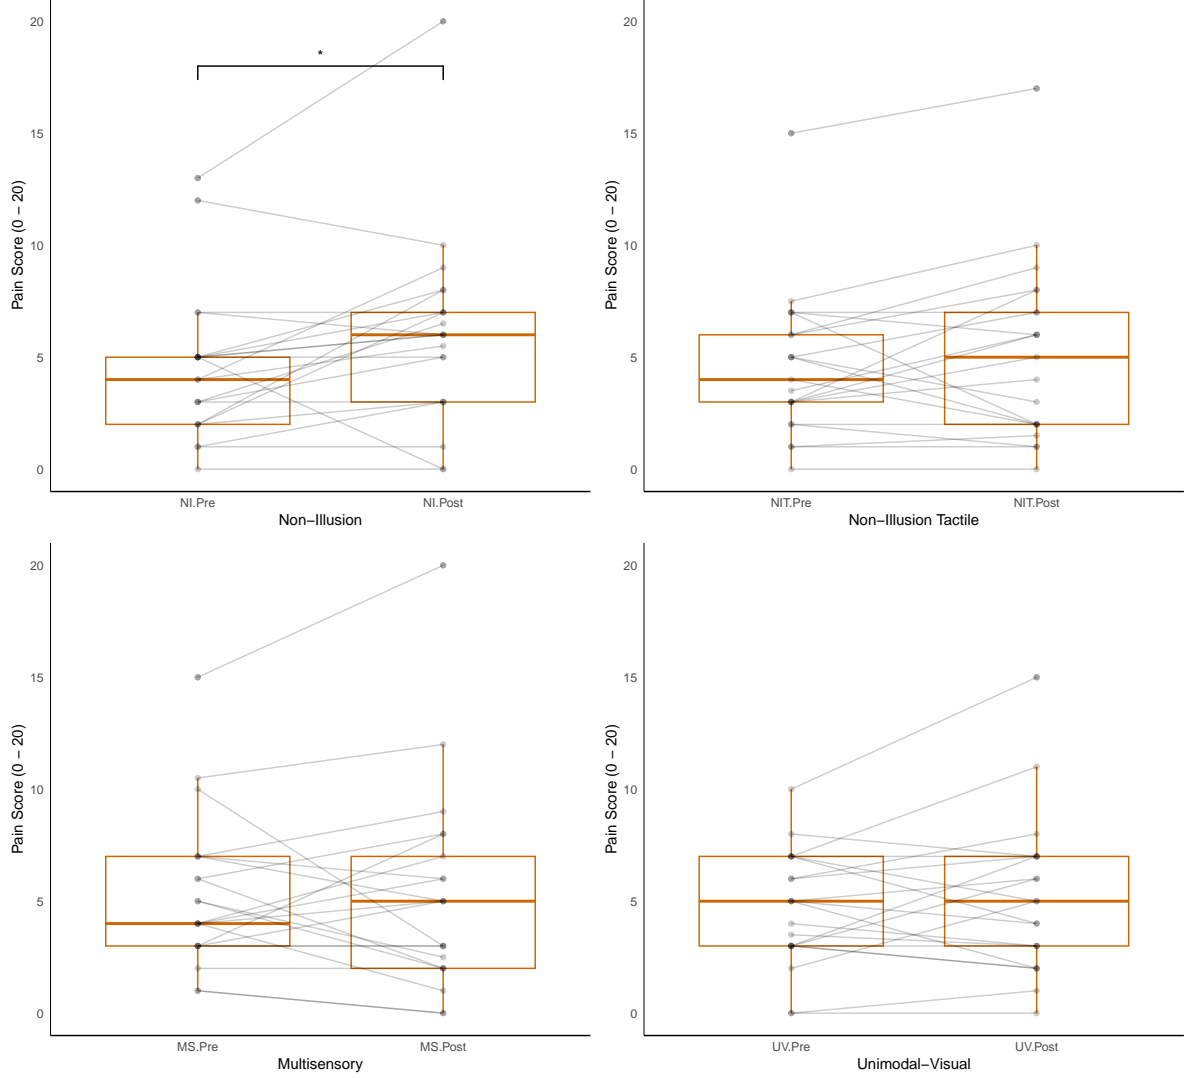 Pain Score (0 − 20)
20
15
10
5
0
*
NI.Pre
NI.Post
Non−Illusion
Pain Score (0 − 20)
20
15
10
5
0
NIT.Pre
NIT.Post
Non−Illusion Tactile
Pain Score (0 − 20)
20
15
10
5
0
MS.Pre
MS.Post
Multisensory
Pain Score (0 − 20)
20
15
10
5
0
UV.Pre
UV.Post
Unimodal−Visual